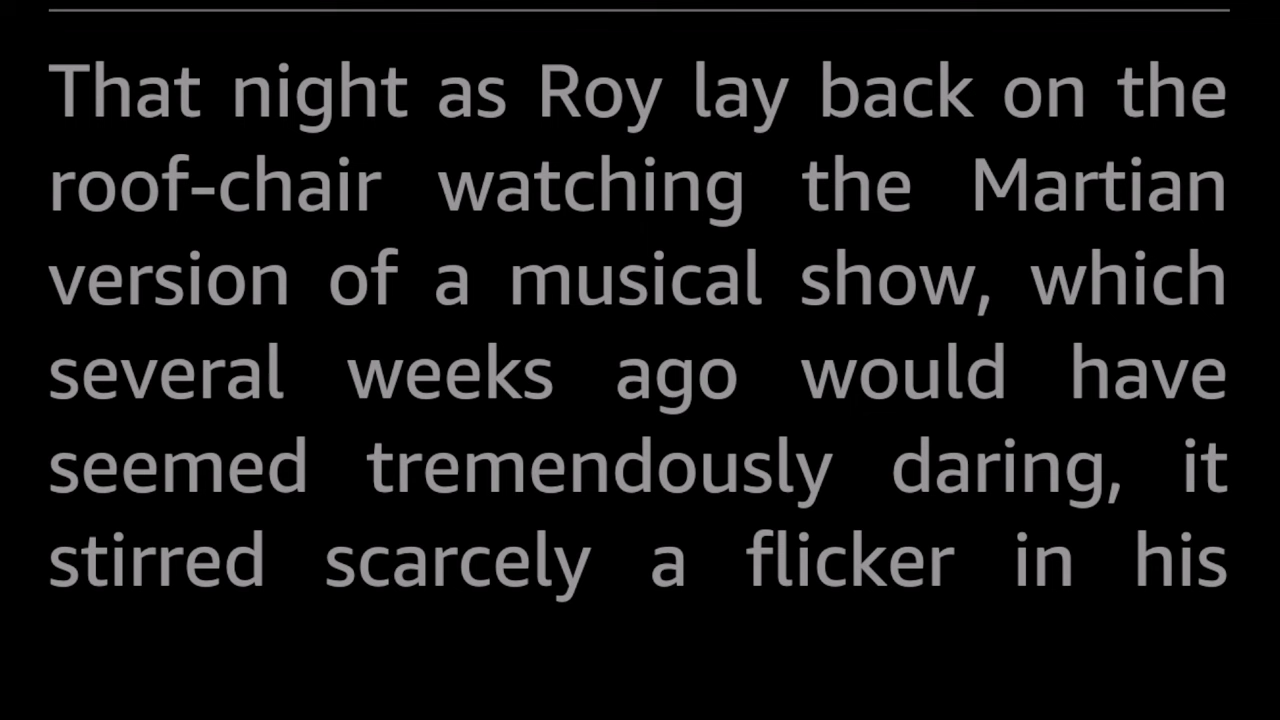 That night as Roy lay back on the
roof-chair watching the Martian
version of a musical show, which
several weeks ago would have
seemed tremendously daring, it
stirred scarcely a flicker in his